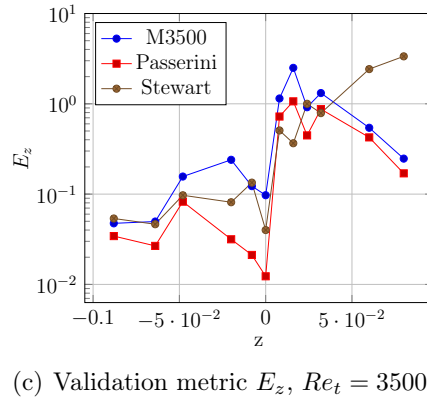 M3500
Passerini
Stewart
10^1
10^0
10^−1
10^−2
E_z
−0.1
−5 · 10^−2
0
5 · 10^−2
z
(c) Validation metric E_z, Re_t = 3500